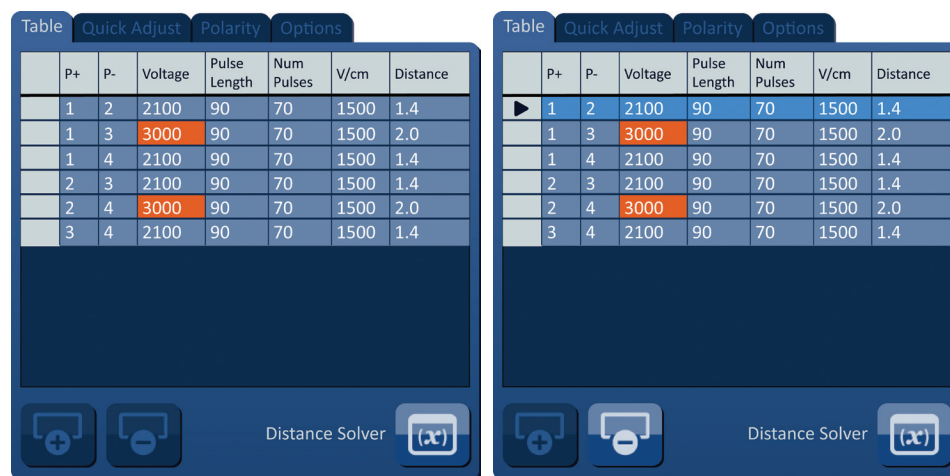 Table Quick Adjust Polarity Options
P+ P- Voltage Pulse Length Num Pulses V/cm Distance
1 2 2100 90 70 1500 1.4
1 3 3000 90 70 1500 2.0
1 4 2100 90 70 1500 1.4
2 3 2100 90 70 1500 1.4
2 4 3000 90 70 1500 2.0
3 4 2100 90 70 1500 1.4
Distance Solver (x)
Table Quick Adjust Polarity Options
P+ P- Voltage Pulse Length Num Pulses V/cm Distance
1 2 2100 90 70 1500 1.4
1 3 3000 90 70 1500 2.0
1 4 2100 90 70 1500 1.4
2 3 2100 90 70 1500 1.4
2 4 3000 90 70 1500 2.0
3 4 2100 90 70 1500 1.4
Distance Solver (x)